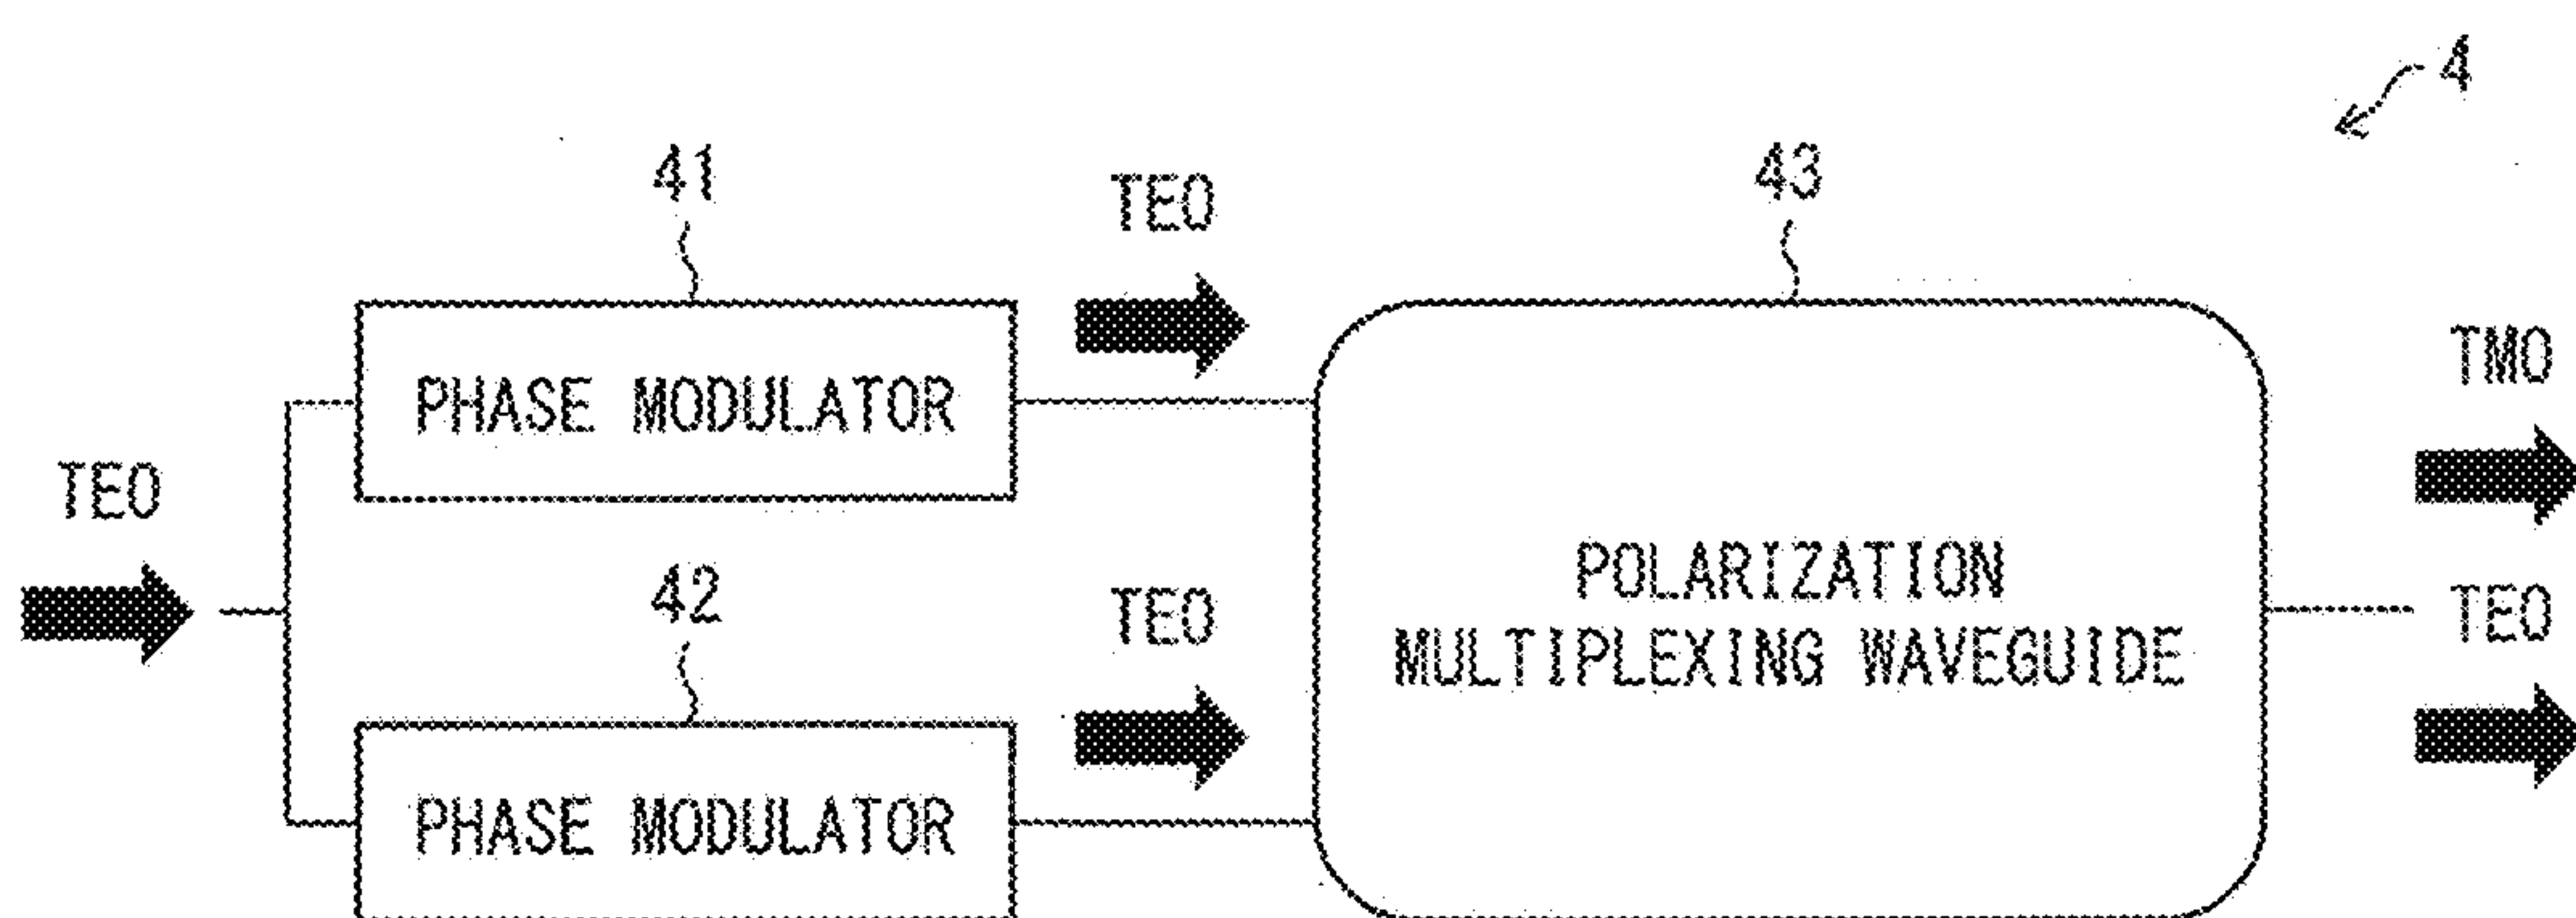 4
41
TE0
43
PHASE MODULATOR
TM0
TE0
42
TE0
POLARIZATION
MULTIPLEXING WAVEGUIDE
TE0
PHASE MODULATOR